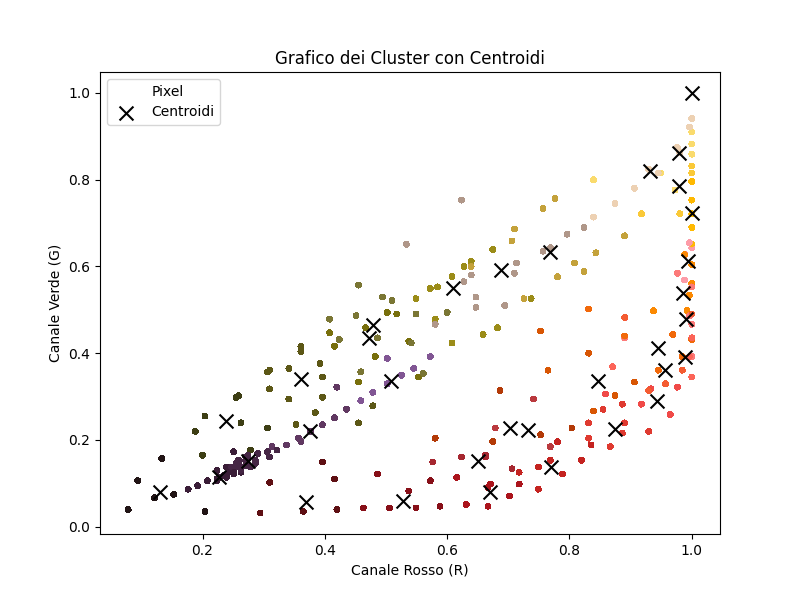 Grafico dei Cluster con Centroidi
Pixel
Centroidi
1.0
0.8
0.6
0.4
0.2
0.0
Canale Verde (G)
0.2 0.4 0.6 0.8 1.0
Canale Rosso (R)